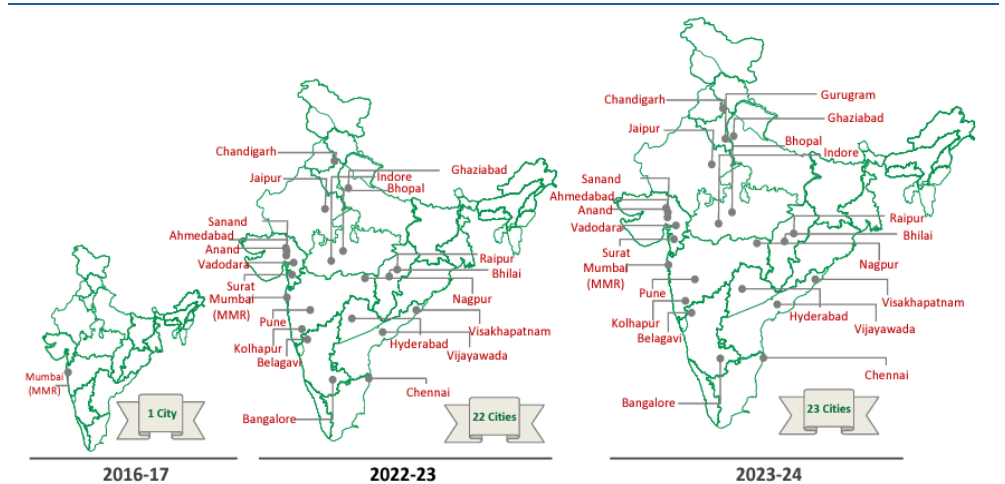 Mumbai
(MMR)
1 City
2016-17
Chandigarh
Ghaziabad
Jaipur
Indore
Bhopal
Sanand
Ahmedabad
Anand
Vadodara
Surat
Mumbai
(MMR)
Pune
Kolhapur
Belagavi
Raipur
Bhilai
Nagpur
Visakhapatnam
Hyderabad
Vijayawada
Chennai
Bangalore
22 Cities
2022-23
Chandigarh
Gurugram
Ghaziabad
Jaipur
Bhopal
Indore
Sanand
Ahmedabad
Anand
Vadodara
Surat
Mumbai
(MMR)
Pune
Kolhapur
Belagavi
Raipur
Bhilai
Nagpur
Visakhapatnam
Hyderabad
Vijayawada
Chennai
Bangalore
23 Cities
2023-24